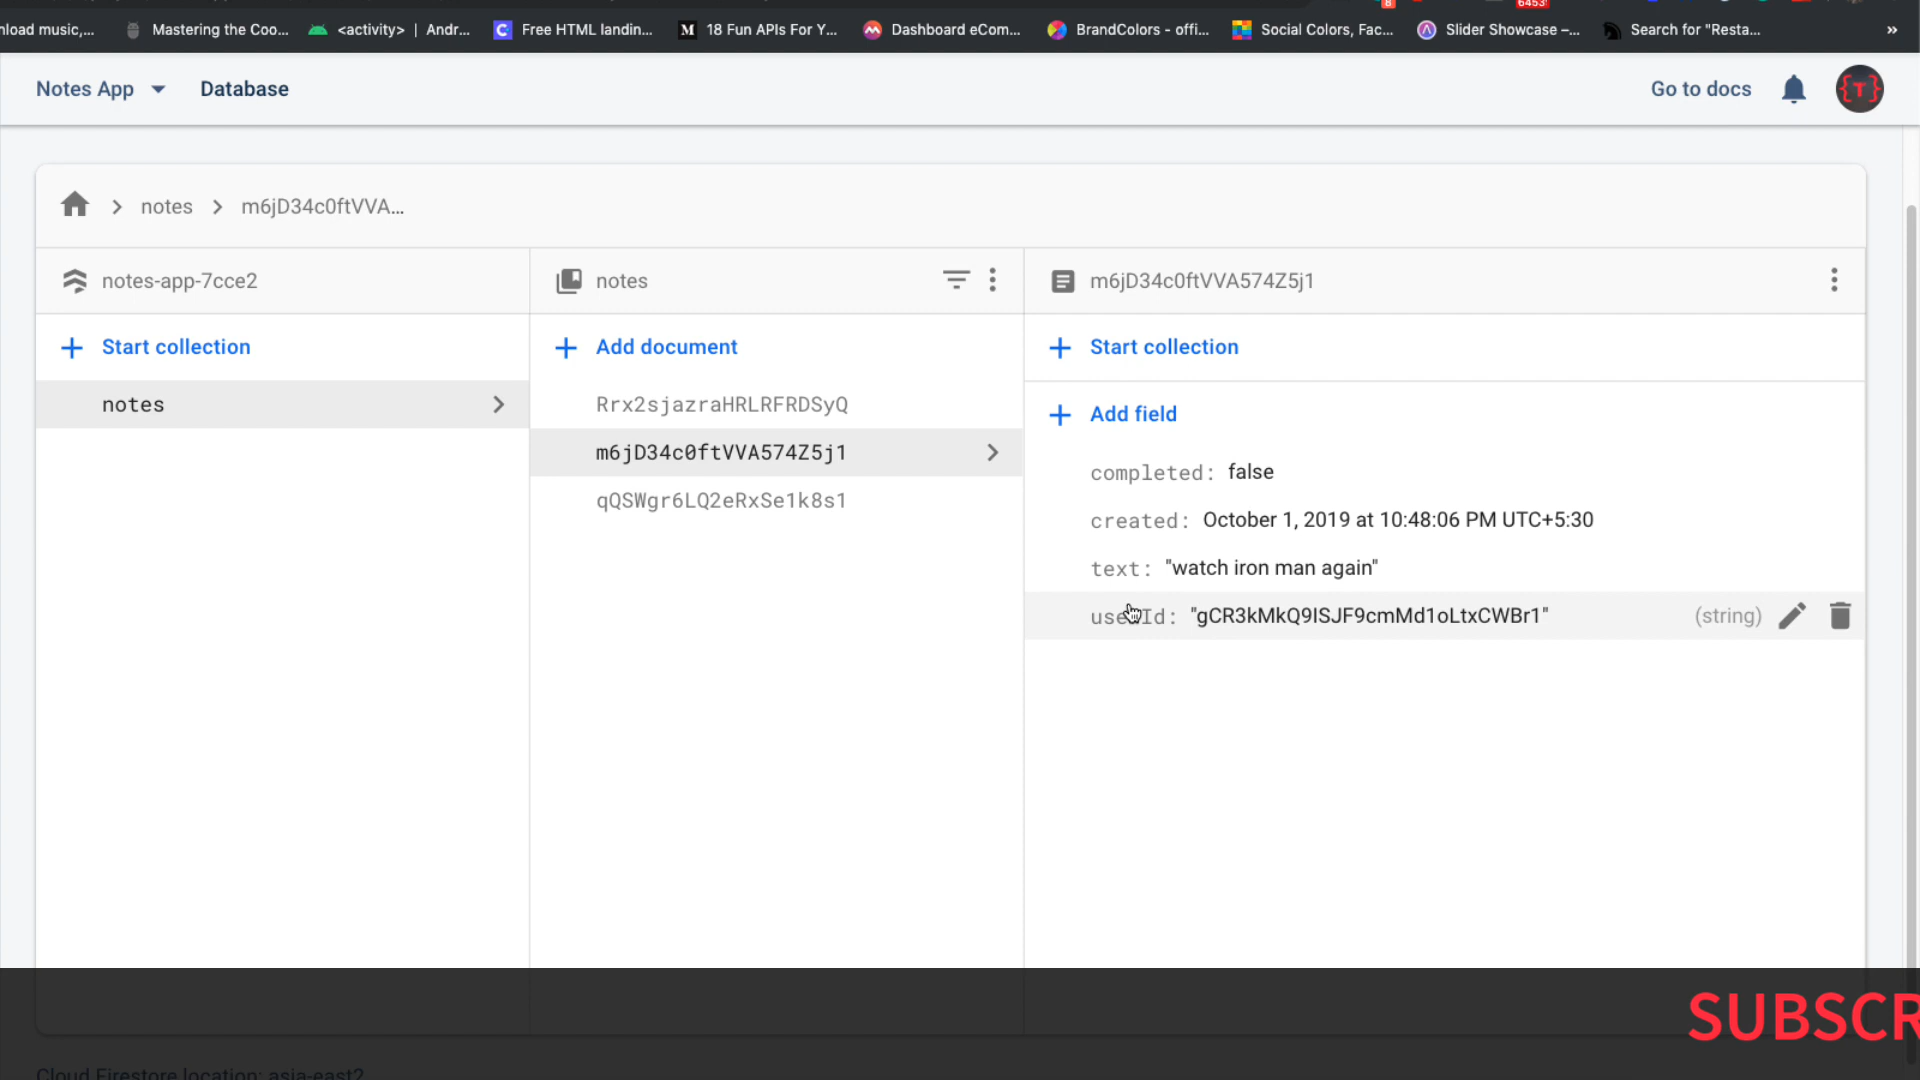 nload music,... Mastering the Coo... <activity> | Andr... Free HTML landin... M 18 Fun APIs For Y... Dashboard eCom... BrandColors - offi... Social Colors, Fac... Slider Showcase –... Search for "Resta... »
8 6453
Notes App Database Go to docs {T}
notes m6jD34c0ftVVA...
notes-app-7cce2 notes m6jD34c0ftVVA574Z5j1
+ Start collection + Add document + Start collection
notes Rrx2sjazraHRLRFRDSyQ + Add field
m6jD34c0ftVVA574Z5j1
qQSWgr6LQ2eRxSe1k8s1
completed: false
created: October 1, 2019 at 10:48:06 PM UTC+5:30
text: "watch iron man again"
userId: "gCR3kMkQ9ISJF9cmMd1oLtxCWBr1" (string)
SUBSCR
Cloud Firestore location: asia-east2